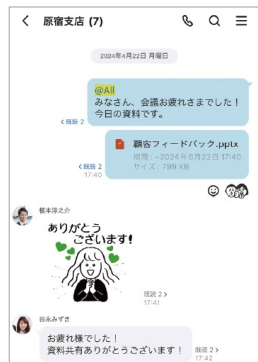 原宿支店 (7)
2024年4月22日 月曜日
@All
みなさん、会議お疲れさまでした！
今日の資料です。
既読 2
顧客フィードバック.pptx
期間 : ~2024年5月22日 17:40
サイズ : 799 KB
既読 2
17:40
根本淳之介
ありがとう
ございます!
既読 2
17:41
谷永みずき
お疲れ様でした！
資料共有ありがとうございます！
既読 2
17:42